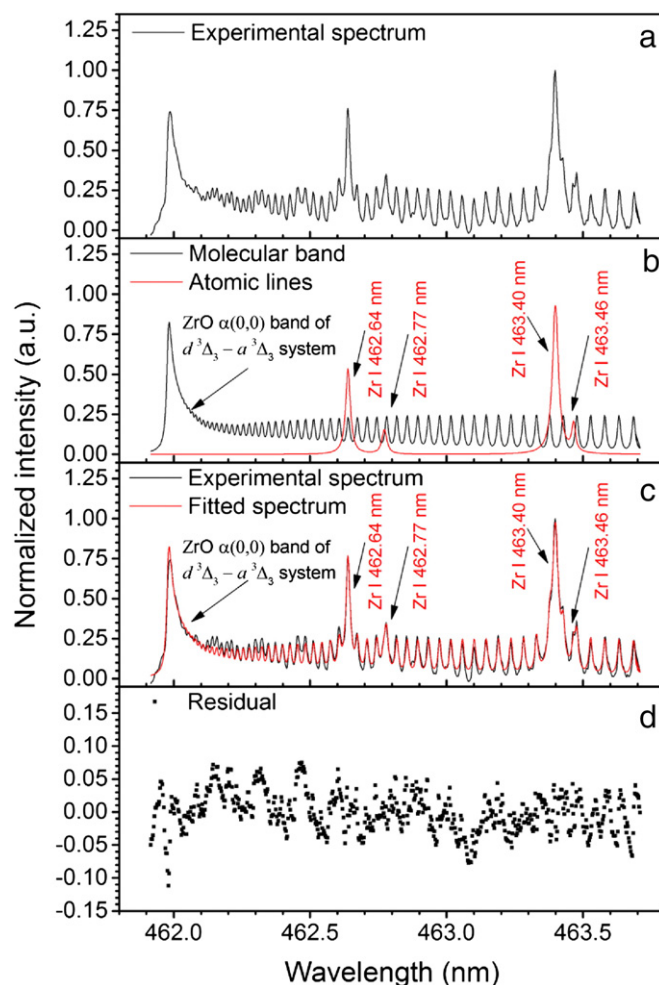 Normalized intensity (a.u.)
a
Experimental spectrum
1.25
1.00
0.75
0.50
0.25
0.00
b
Molecular band
Atomic lines
1.25
1.00
0.75
0.50
0.25
0.00
ZrO α(0,0) band of
d ³Δ₃ – a ³Δ₃ system
Zr I 462.64 nm
Zr I 462.77 nm
Zr I 463.40 nm
Zr I 463.46 nm
c
Experimental spectrum
Fitted spectrum
1.25
1.00
0.75
0.50
0.25
0.00
ZrO α(0,0) band of
d ³Δ₃ – a ³Δ₃ system
Zr I 462.64 nm
Zr I 462.77 nm
Zr I 463.40 nm
Zr I 463.46 nm
d
Residual
0.15
0.10
0.05
0.00
-0.05
-0.10
-0.15
462.0
462.5
463.0
463.5
Wavelength (nm)